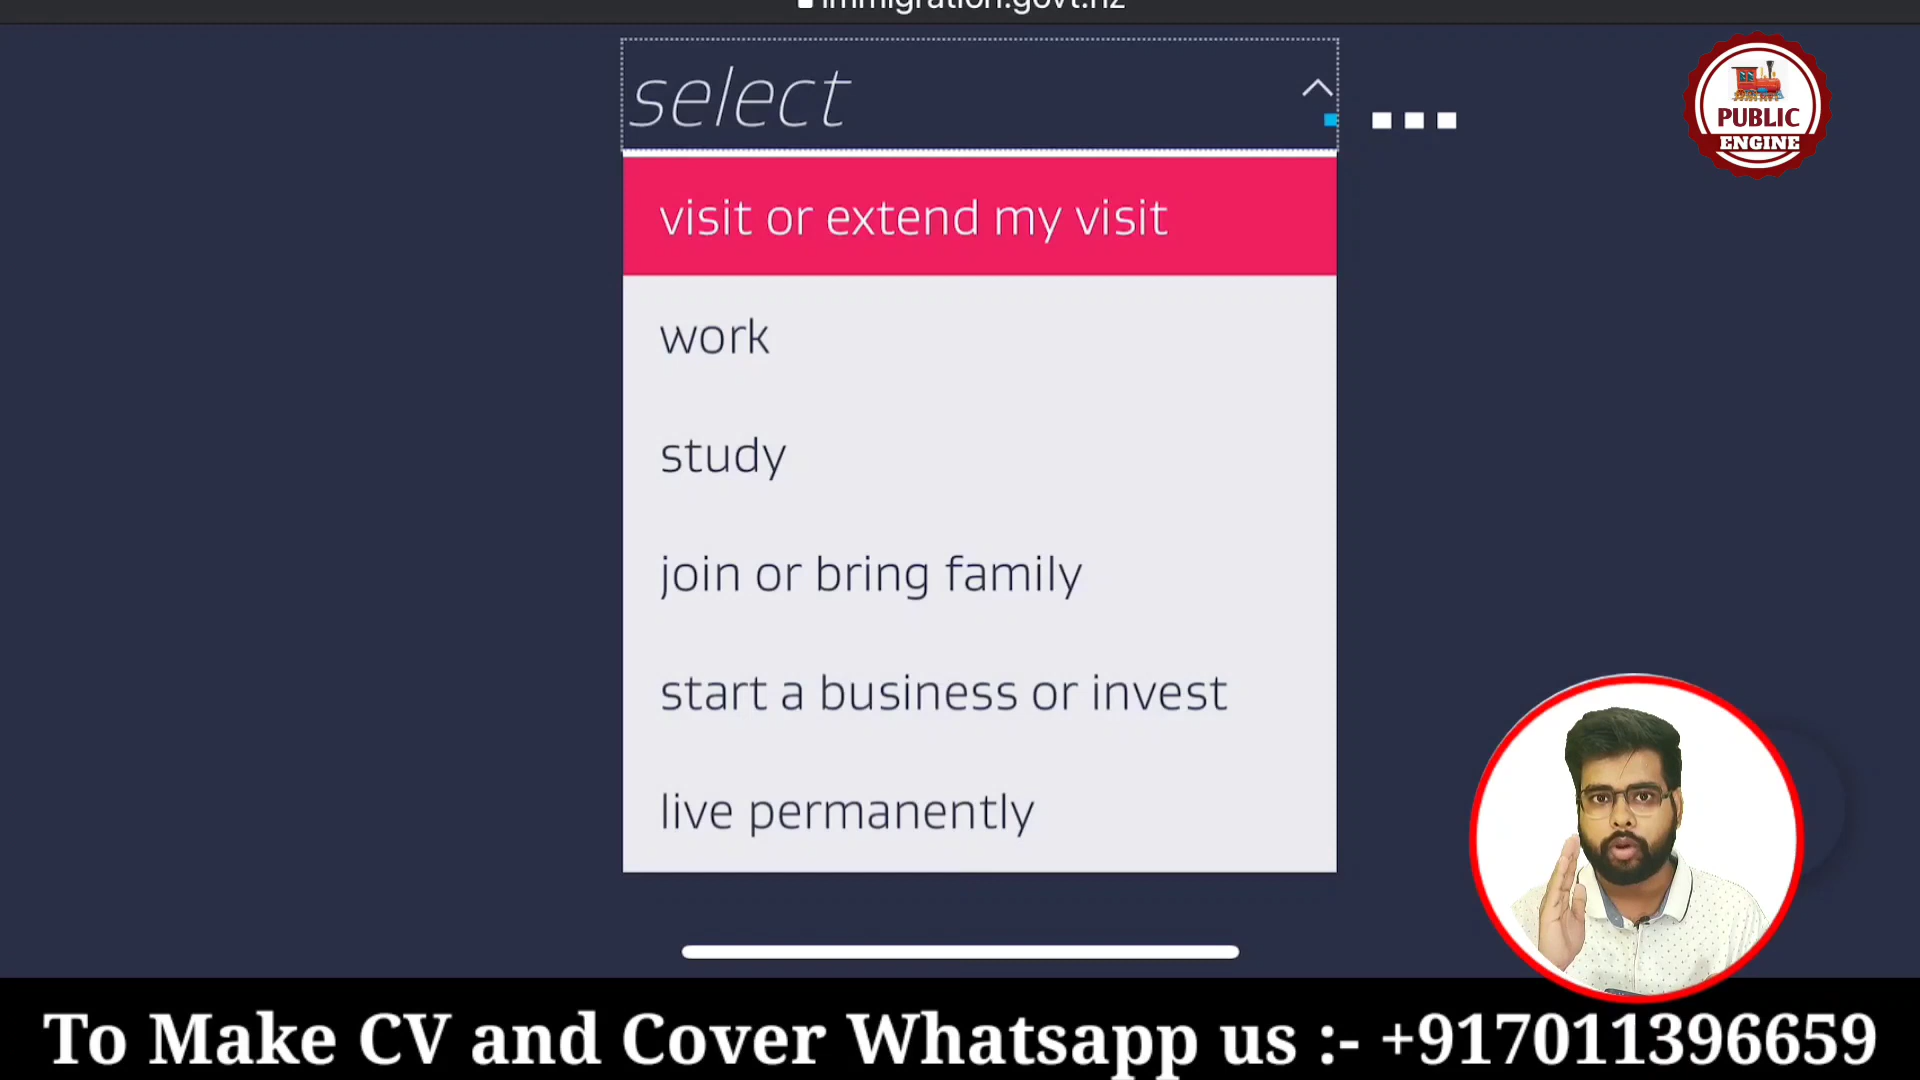 immigration.govt.nz
select
PUBLIC
ENGINE
visit or extend my visit
work
study
join or bring family
start a business or invest
live permanently
To Make CV and Cover Whatsapp us :- +917011396659